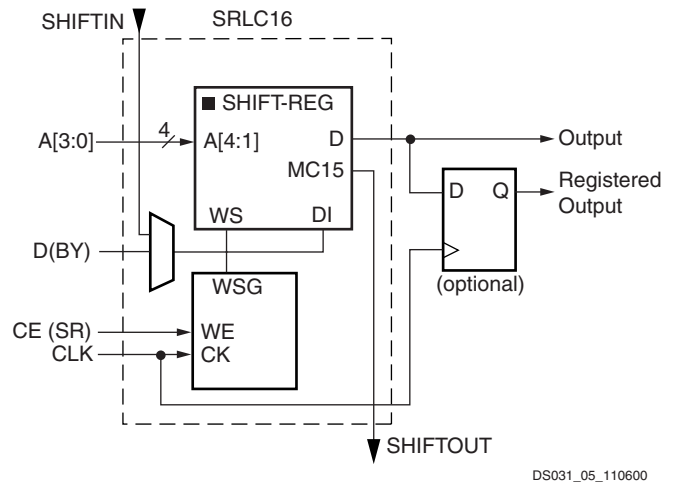 SHIFTIN
SRLC16
SHIFT-REG
A[3:0]
4
A[4:1]
D
MC15
Output
D Q
Registered
Output
WS
DI
D(BY)
WSG
(optional)
CE (SR)
WE
CLK
CK
SHIFTOUT
DS031_05_110600